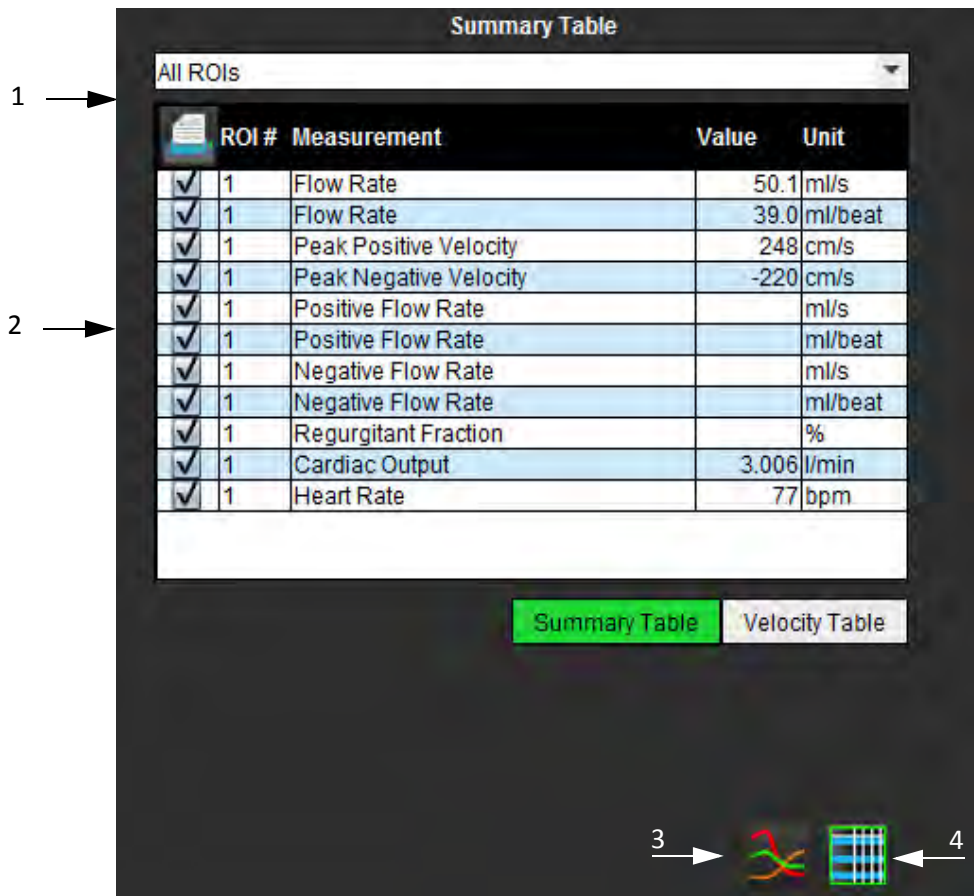 Summary Table
All ROIs
1
ROI # Measurement Value Unit
1 Flow Rate 50.1 ml/s
1 Flow Rate 39.0 ml/beat
1 Peak Positive Velocity 248 cm/s
1 Peak Negative Velocity -220 cm/s
1 Positive Flow Rate ml/s
2
1 Positive Flow Rate ml/beat
1 Negative Flow Rate ml/s
1 Negative Flow Rate ml/beat
1 Regurgitant Fraction %
1 Cardiac Output 3.006 l/min
1 Heart Rate 77 bpm
Summary Table Velocity Table
3 4